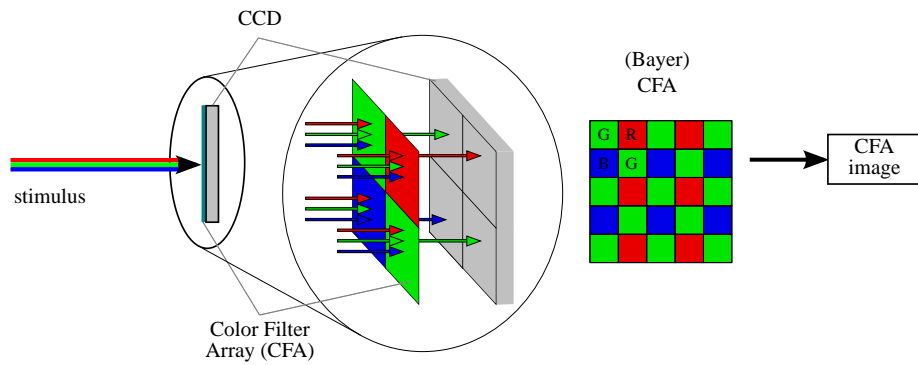 CCD
stimulus
Color Filter
Array (CFA)
(Bayer)
CFA
G R
B G
CFA
image